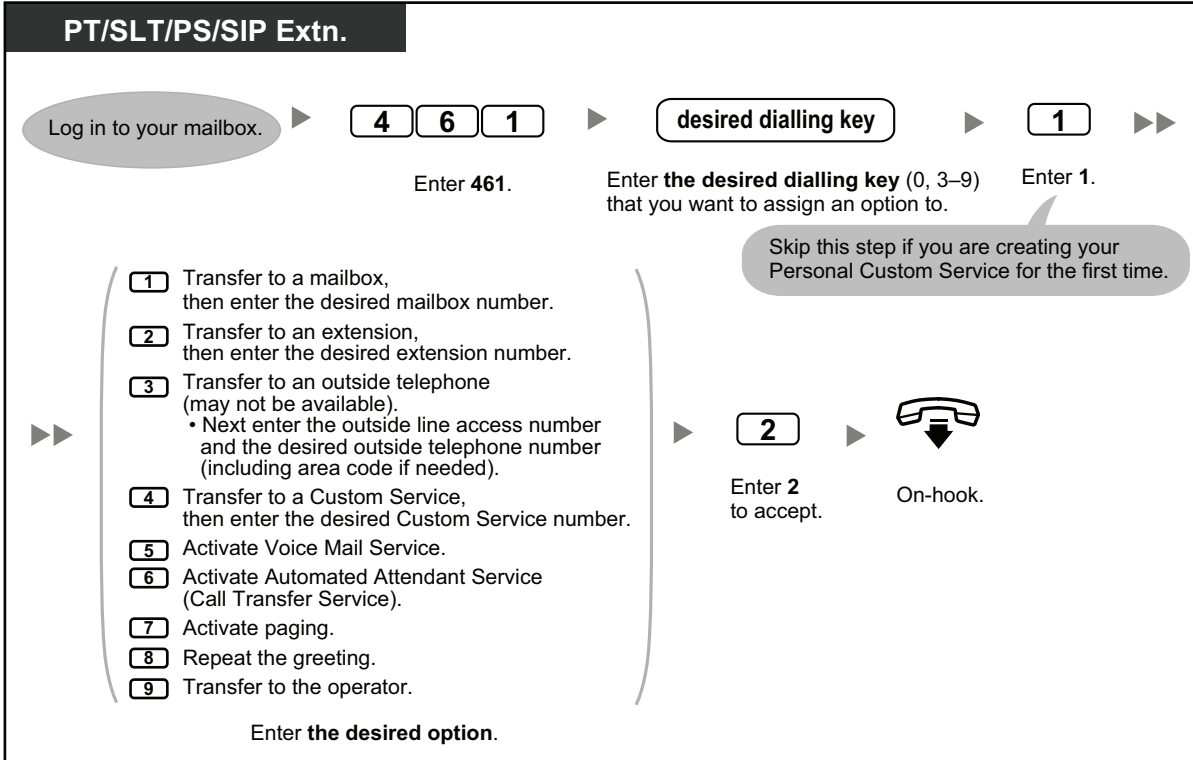 PT/SLT/PS/SIP Extn.
Log in to your mailbox.
4 6 1
Enter 461.
desired dialling key
Enter the desired dialling key (0, 3–9)
that you want to assign an option to.
1
Enter 1.
Skip this step if you are creating your
Personal Custom Service for the first time.
1 Transfer to a mailbox,
then enter the desired mailbox number.
2 Transfer to an extension,
then enter the desired extension number.
3 Transfer to an outside telephone
(may not be available).
• Next enter the outside line access number
and the desired outside telephone number
(including area code if needed).
4 Transfer to a Custom Service,
then enter the desired Custom Service number.
5 Activate Voice Mail Service.
6 Activate Automated Attendant Service
(Call Transfer Service).
7 Activate paging.
8 Repeat the greeting.
9 Transfer to the operator.
Enter the desired option.
2
Enter 2
to accept.
On-hook.